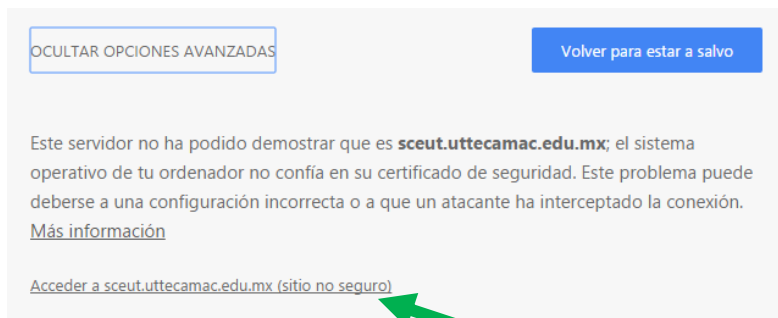 OCULTAR OPCIONES AVANZADAS
Volver para estar a salvo
Este servidor no ha podido demostrar que es sceut.uttecamac.edu.mx; el sistema
operativo de tu ordenador no confía en su certificado de seguridad. Este problema puede
deberse a una configuración incorrecta o a que un atacante ha interceptado la conexión.
Más información
Acceder a sceut.uttecamac.edu.mx (sitio no seguro)